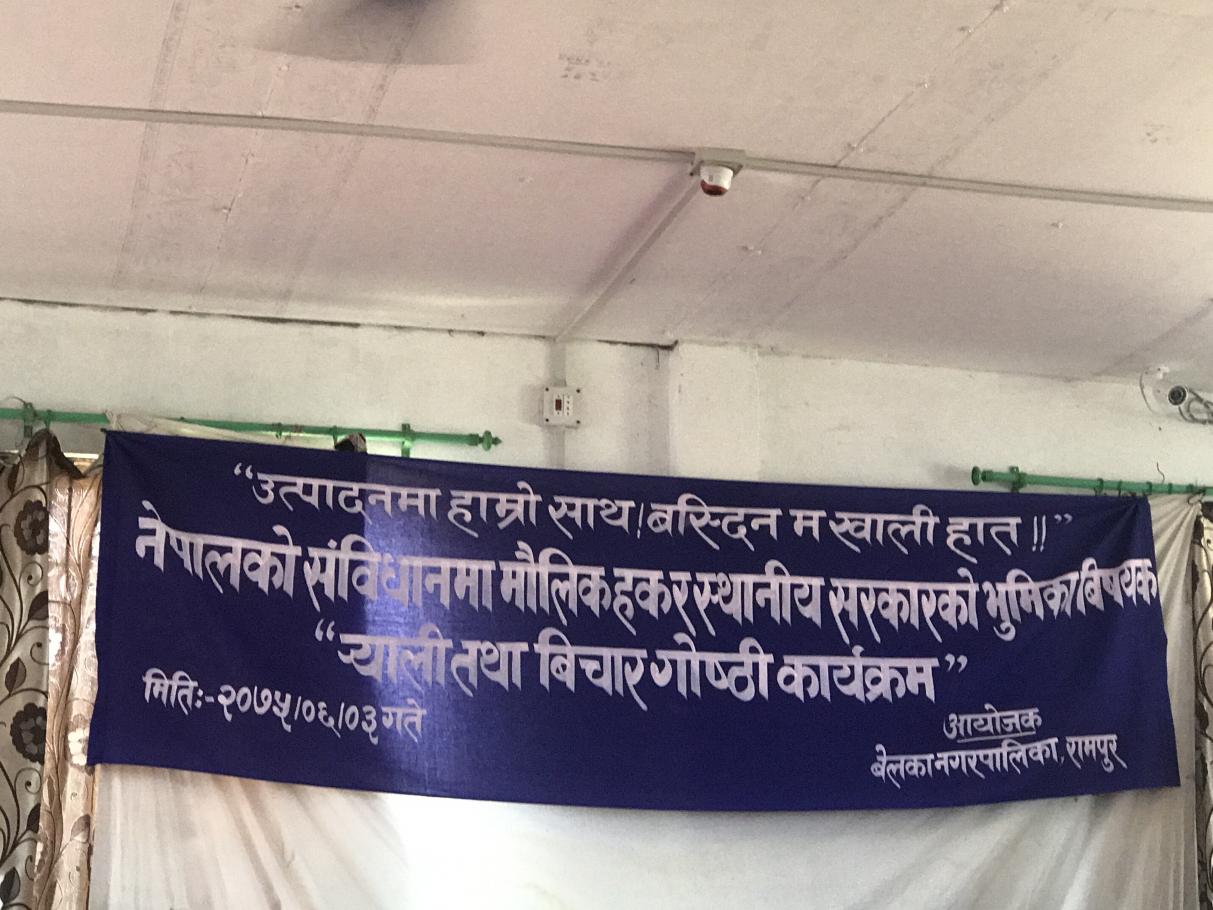 “उत्पादनमा हाम्रो साथ! बस्दिन म खाली हात !!”
नेपालको संविधानमा मौलिक हक र स्थानीय सरकारको भुमिका बिषयक
“र्‍याली तथा बिचार गोष्ठी कार्यक्रम”
मितिः-२०७५/०६/०३ गते
आयोजक
बेलका नगरपालिका, रामपुर